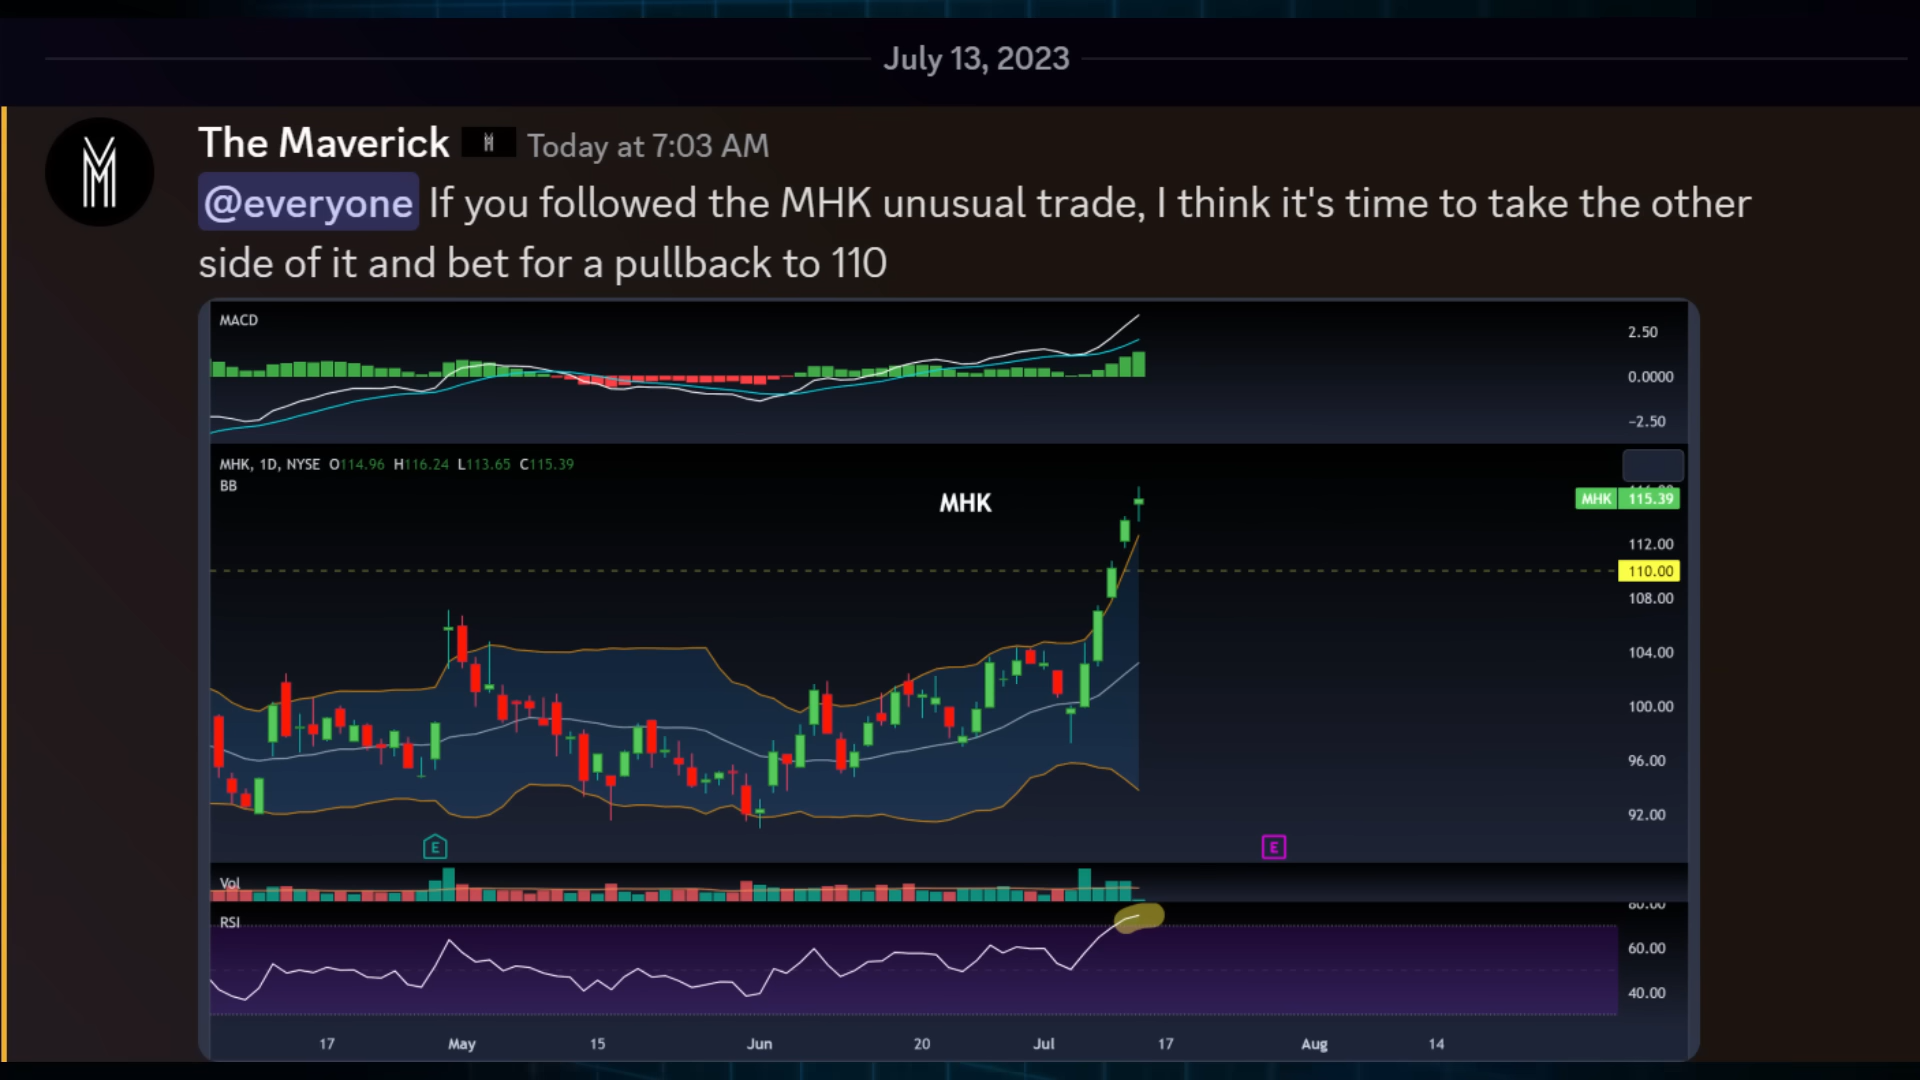 July 13, 2023
The Maverick Today at 7:03 AM
@everyone If you followed the MHK unusual trade, I think it's time to take the other
side of it and bet for a pullback to 110
MACD
2.50
0.0000
−2.50
MHK, 1D, NYSE O114.96 H116.24 L113.65 C115.39
BB
MHK
MHK 115.39
112.00
110.00
108.00
104.00
100.00
96.00
92.00
E
E
Vol
80.00
RSI
60.00
40.00
17 May 15 Jun 20 Jul 17 Aug 14